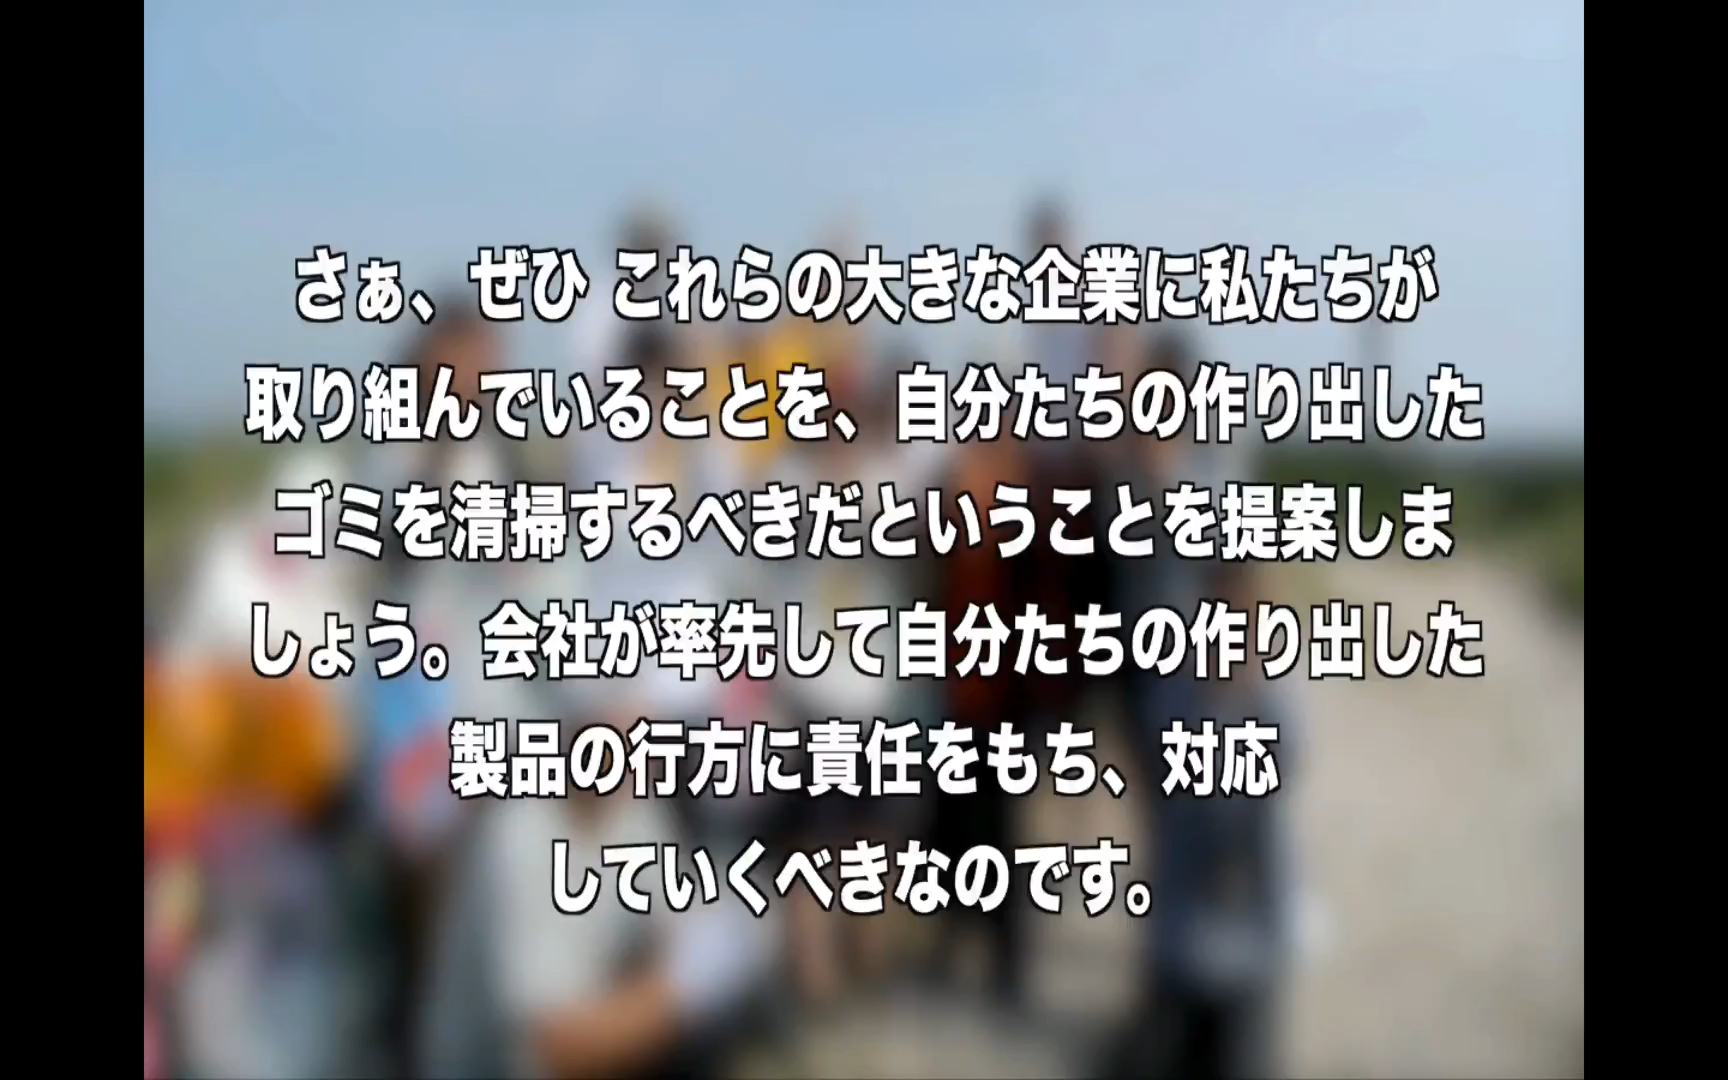 さぁ、ぜひ これらの大きな企業に私たちが
取り組んでいることを、自分たちの作り出した
ゴミを清掃するべきだということを提案しま
しょう。会社が率先して自分たちの作り出した
製品の行方に責任をもち、対応
していくべきなのです。